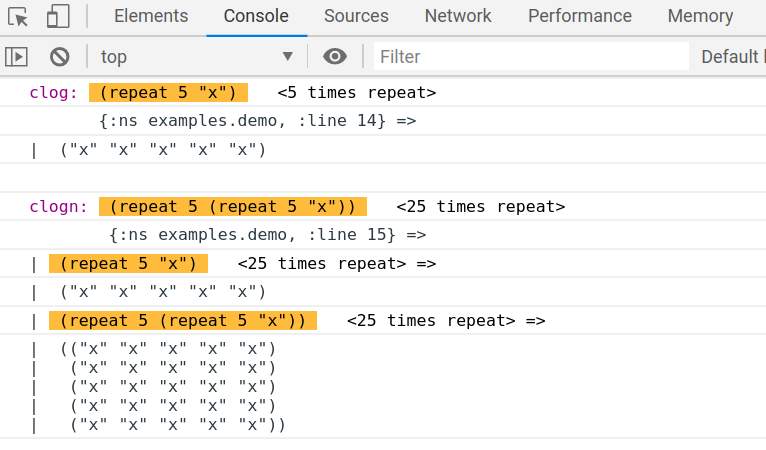 Elements Console Sources Network Performance Memory
top Filter Default
clog: (repeat 5 "x") <5 times repeat>
{:ns examples.demo, :line 14} =>
| ("x" "x" "x" "x" "x")
clogn: (repeat 5 (repeat 5 "x")) <25 times repeat>
{:ns examples.demo, :line 15} =>
| (repeat 5 "x") <25 times repeat> =>
| ("x" "x" "x" "x" "x")
| (repeat 5 (repeat 5 "x")) <25 times repeat> =>
| (("x" "x" "x" "x" "x")
| ("x" "x" "x" "x" "x")
| ("x" "x" "x" "x" "x")
| ("x" "x" "x" "x" "x")
| ("x" "x" "x" "x" "x"))